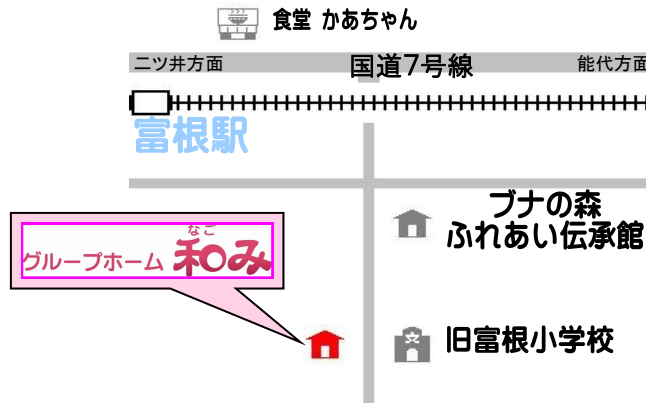 食堂 かあちゃん
二ツ井方面 国道7号線 能代方面
富根駅
ブナの森
ふれあい伝承館
なご
グループホーム 和み
旧富根小学校